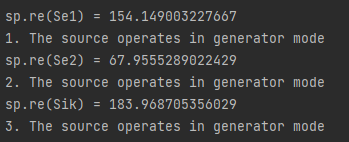 sp.re(Se1) = 154.149003227667
1. The source operates in generator mode
sp.re(Se2) = 67.9555289022429
2. The source operates in generator mode
sp.re(Sik) = 183.968705356029
3. The source operates in generator mode